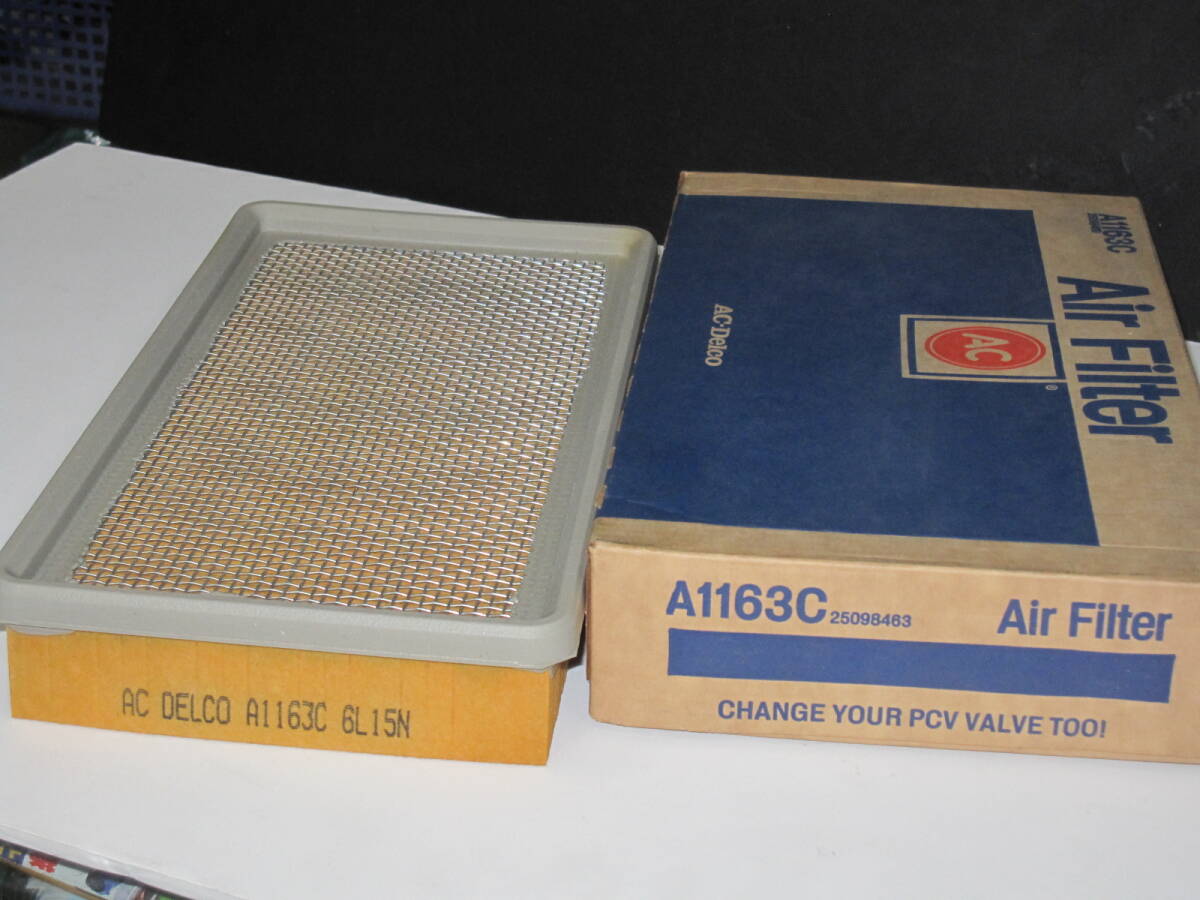 AC DELCO A1163C 6L15N
A1163C
Air Filter
AC
®
AC-Delco
A1163C 25098463 Air Filter
CHANGE YOUR PCV VALVE TOO!